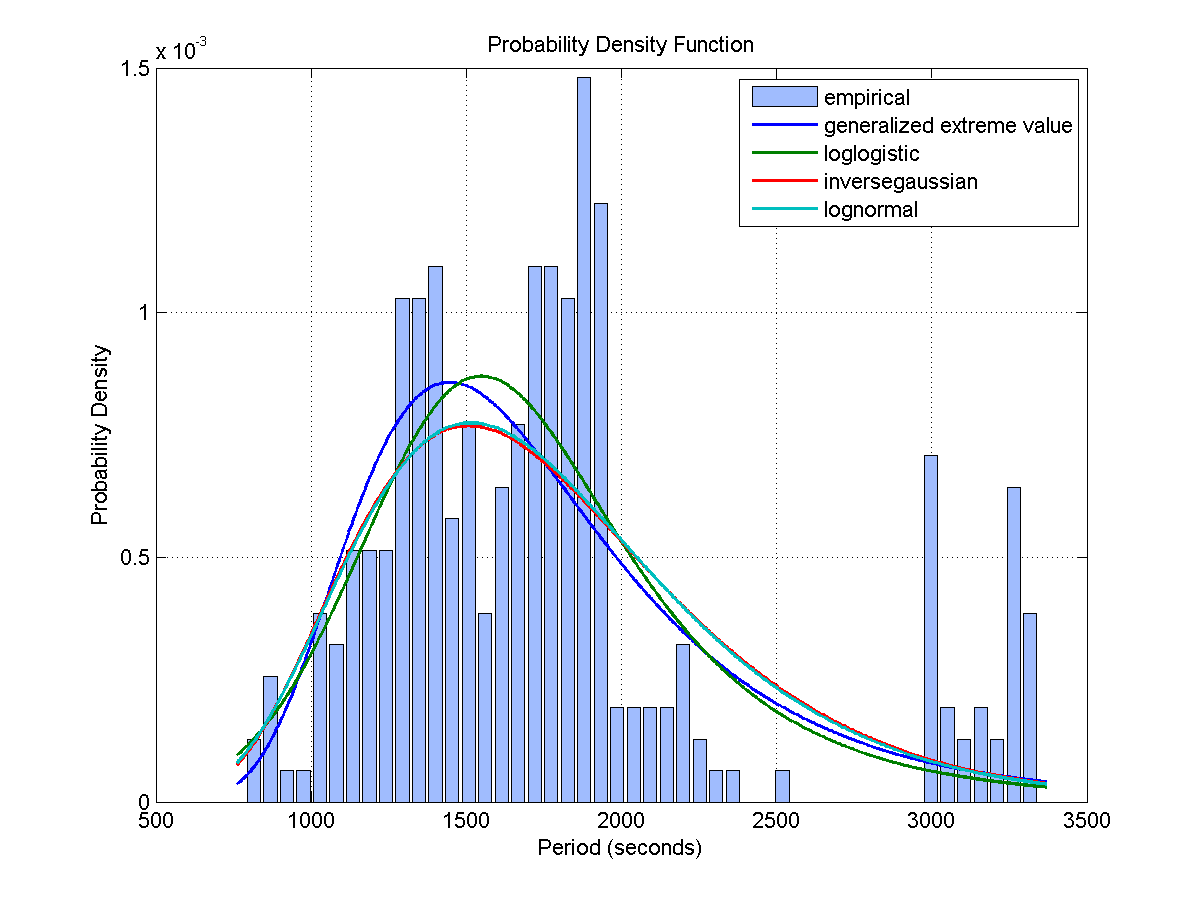 Probability Density Function
x 10-3
1.5
1
0.5
0
Probability Density
empirical
generalized extreme value
loglogistic
inversegaussian
lognormal
500 1000 1500 2000 2500 3000 3500
Period (seconds)